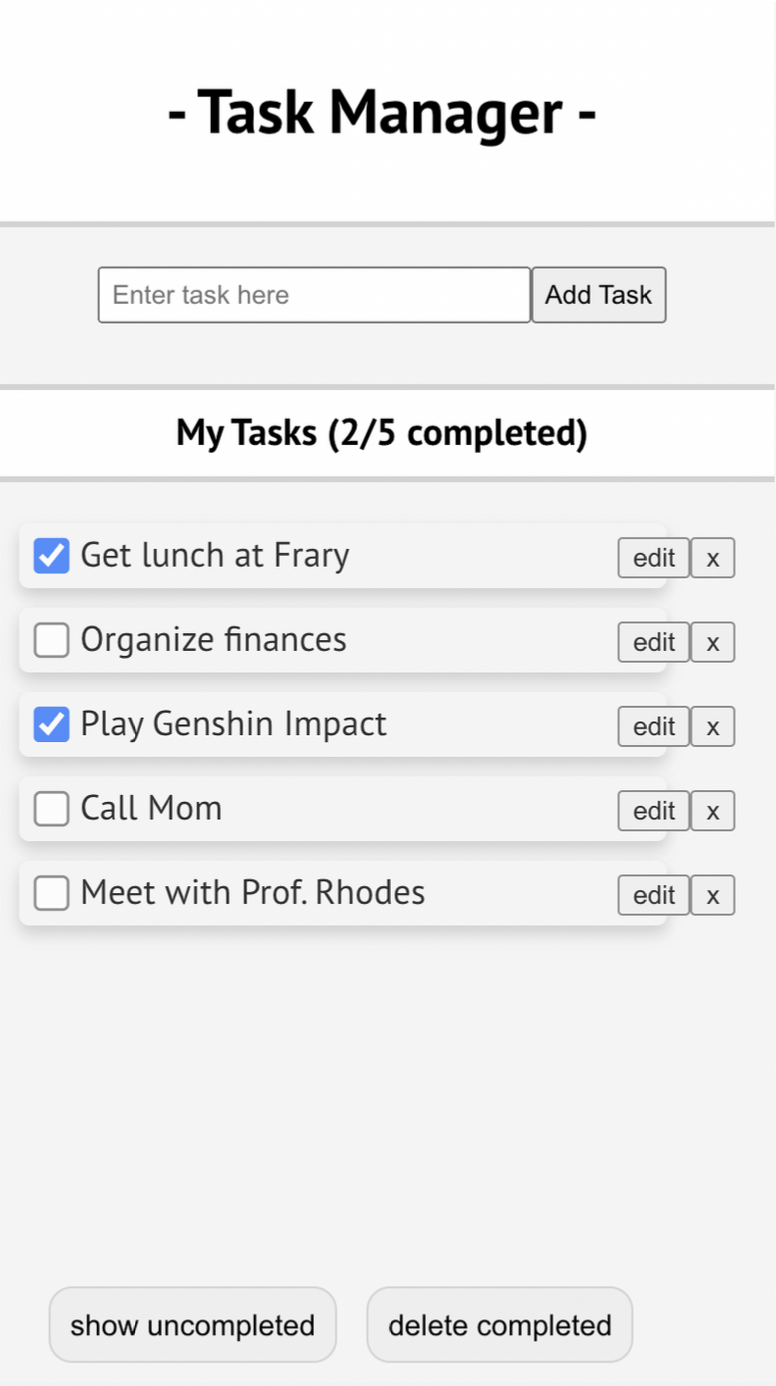 - Task Manager -
Enter task here Add Task
My Tasks (2/5 completed)
Get lunch at Frary edit x
Organize finances edit x
Play Genshin Impact edit x
Call Mom edit x
Meet with Prof. Rhodes edit x
show uncompleted delete completed